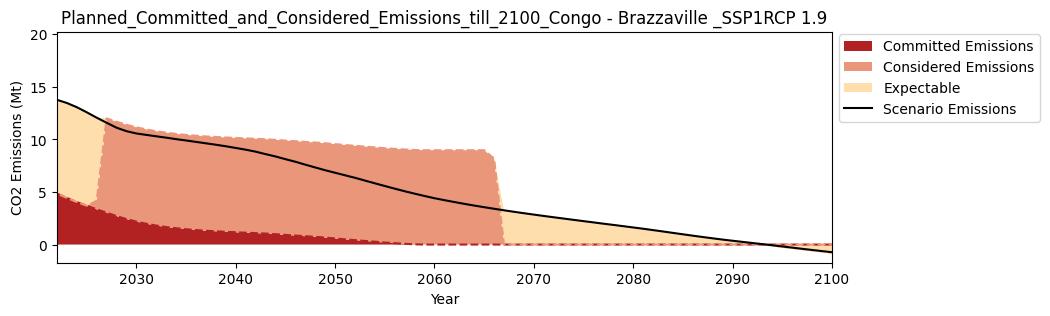 Planned_Committed_and_Considered_Emissions_till_2100_Congo - Brazzaville _SSP1RCP 1.9
20
15
10
5
0
CO2 Emissions (Mt)
2030
2040
2050
2060
2070
2080
2090
2100
Year
Committed Emissions
Considered Emissions
Expectable
Scenario Emissions